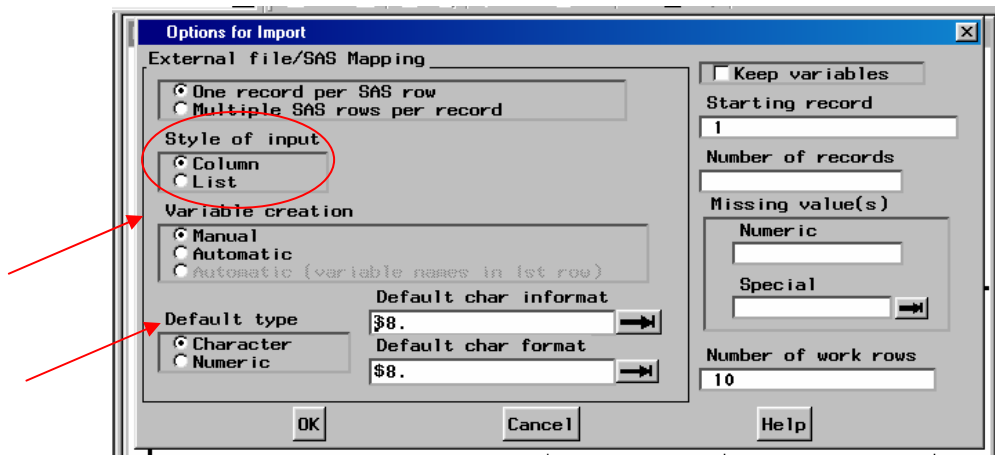 Options for Import
External file/SAS Mapping
One record per SAS row
Multiple SAS rows per record
Style of input
Column
List
Variable creation
Manual
Automatic
Automatic (variable names in 1st row)
Default type
Character
Numeric
Default char informat
$8.
Default char format
$8.
Keep variables
Starting record
1
Number of records
Missing value(s)
Numeric
Special
Number of work rows
10
OK
Cancel
Help